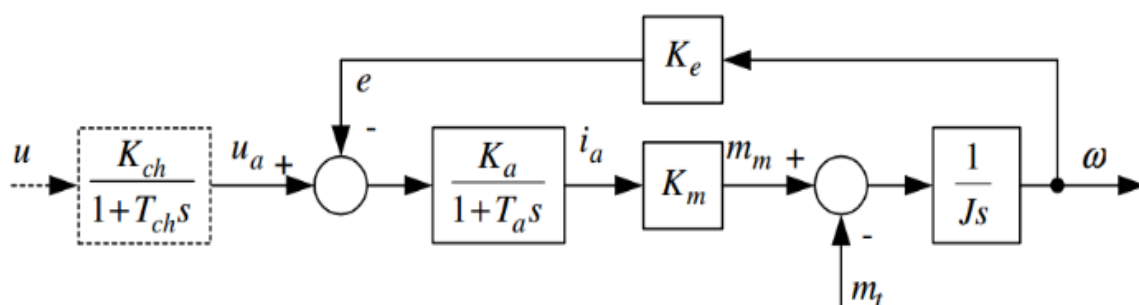 K_e
e
-
u
K_ch
1+T_ch s
u_a +
K_a
1+T_a s
i_a
K_m
m_m +
1
Js
ω
-
m_t